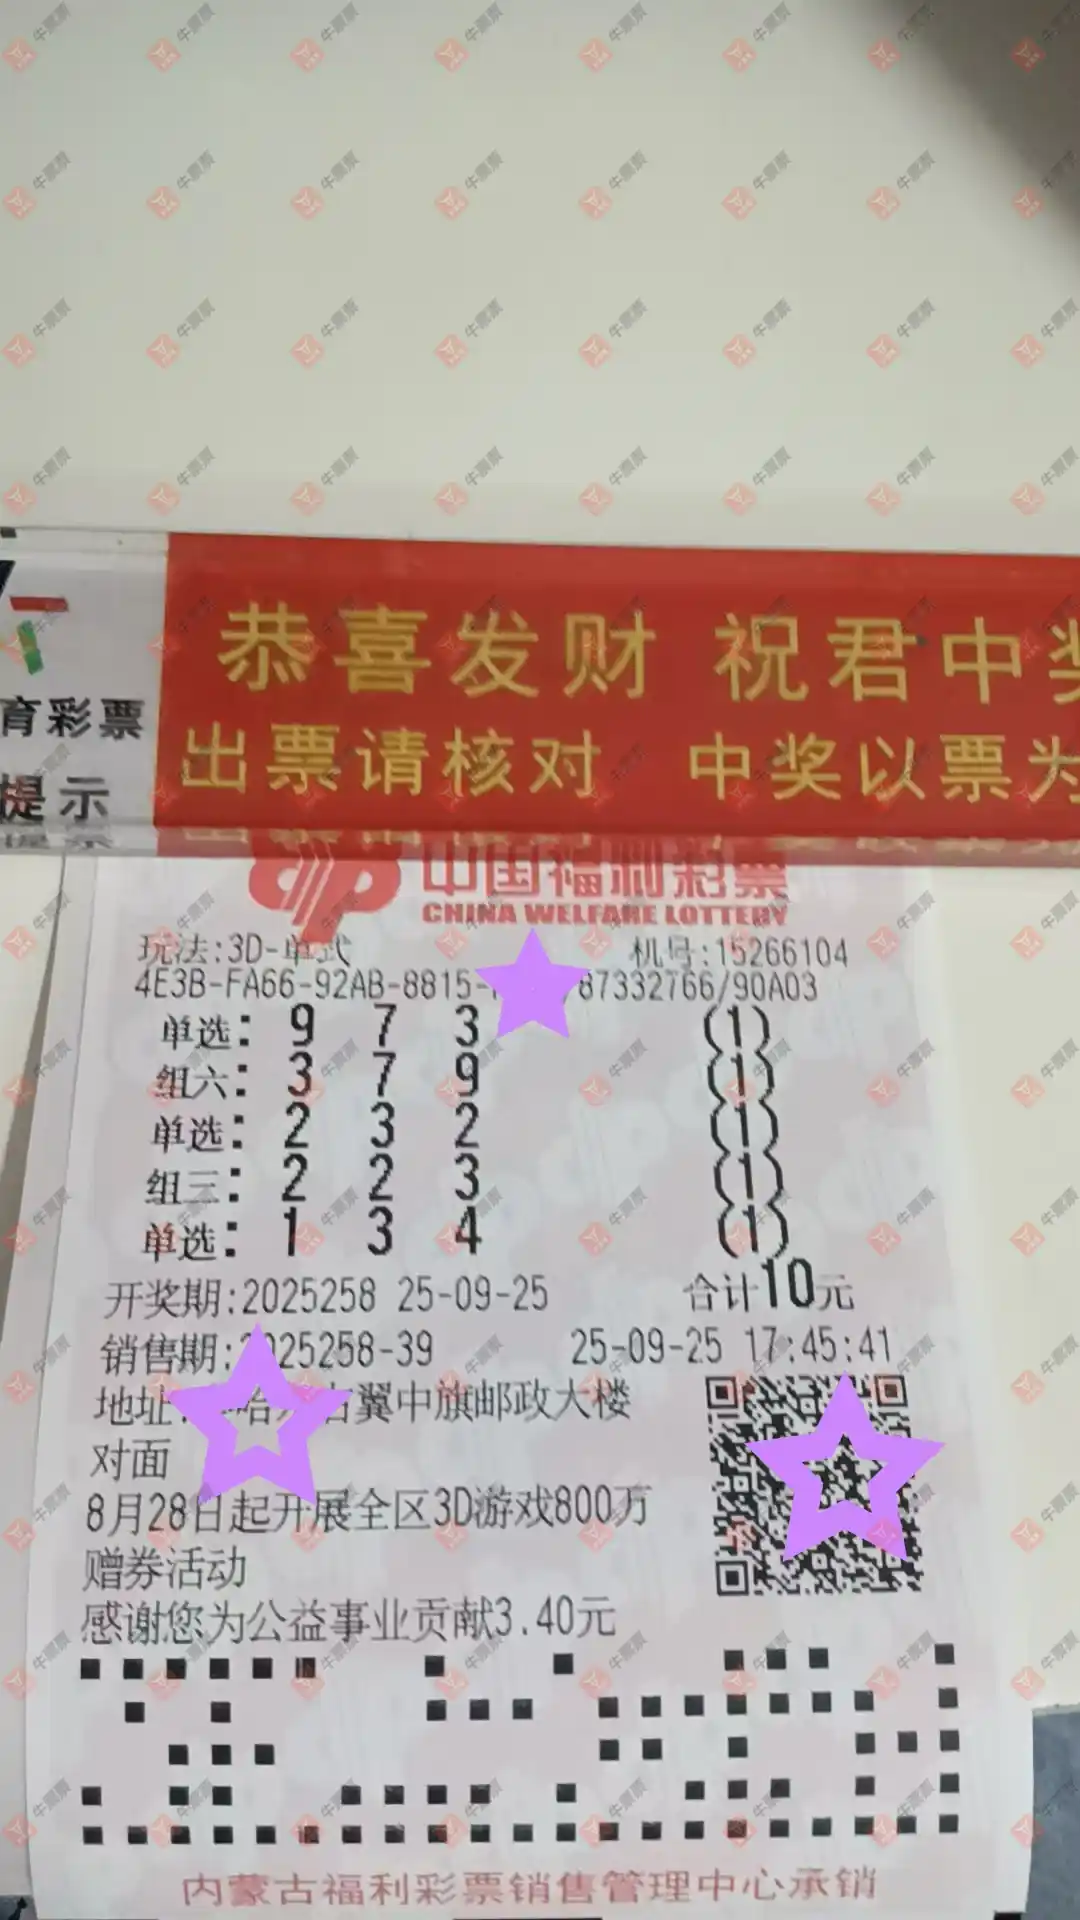 恭喜发财 祝君中奖
育彩票
出票请核对 中奖以票为
提示
中国福利彩票
CHINA WELFARE LOTTERY
玩法:3D-单式 机号:15266104
4E3B-FA66-92AB-8815- 87332766/90A03
单选: 9 7 3 (1)
组六: 3 7 9 (1)
单选: 2 3 2 (1)
组三: 2 2 3 (1)
单选: 1 3 4 (1)
开奖期:2025258 25-09-25 合计10元
销售期:2025258-39 25-09-25 17:45:41
地址: 翼中旗邮政大楼
对面
8月28日起开展全区3D游戏800万
赠券活动
感谢您为公益事业贡献3.40元
内蒙古福利彩票销售管理中心承销
牛票票